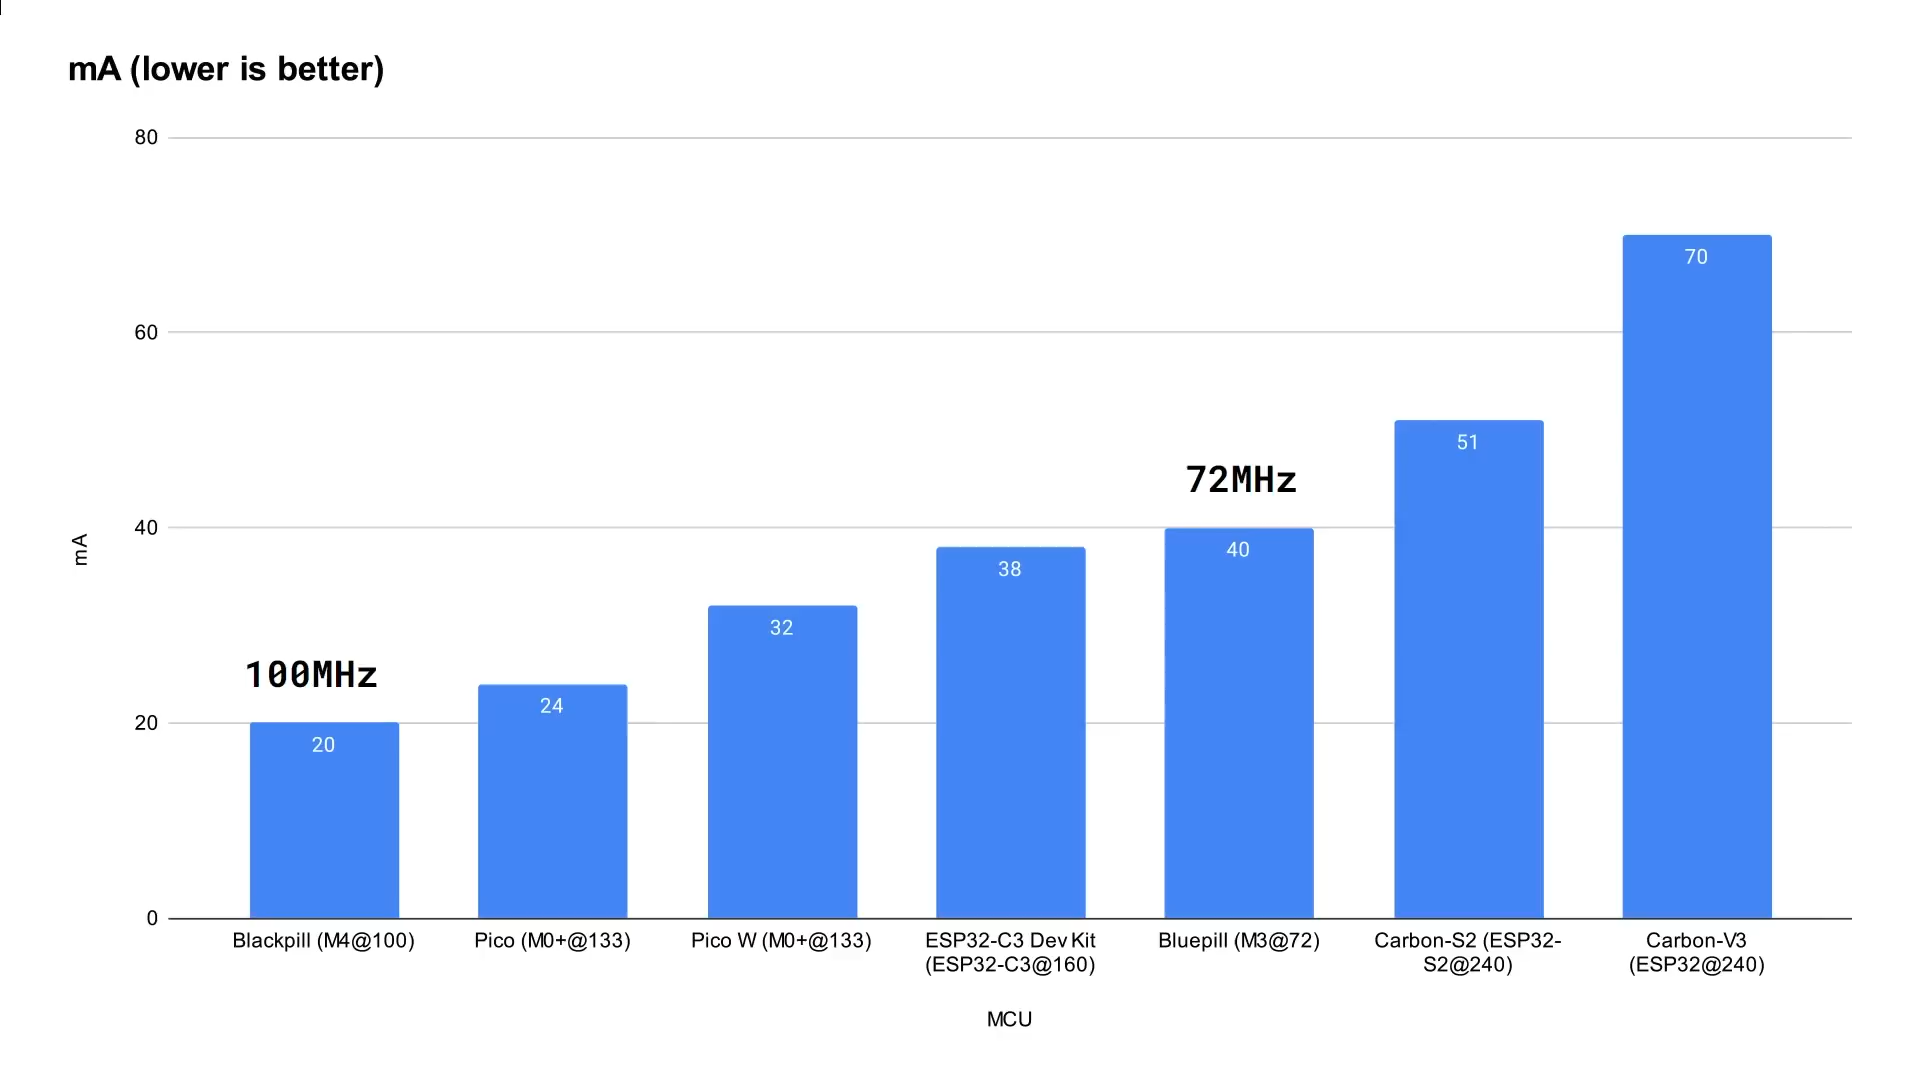 mA (lower is better)
80
60
40
20
0
mA
100MHz
72MHz
20
24
32
38
40
51
70
Blackpill (M4@100)
Pico (M0+@133)
Pico W (M0+@133)
ESP32-C3 Dev Kit
(ESP32-C3@160)
Bluepill (M3@72)
Carbon-S2 (ESP32-
S2@240)
Carbon-V3
(ESP32@240)
MCU